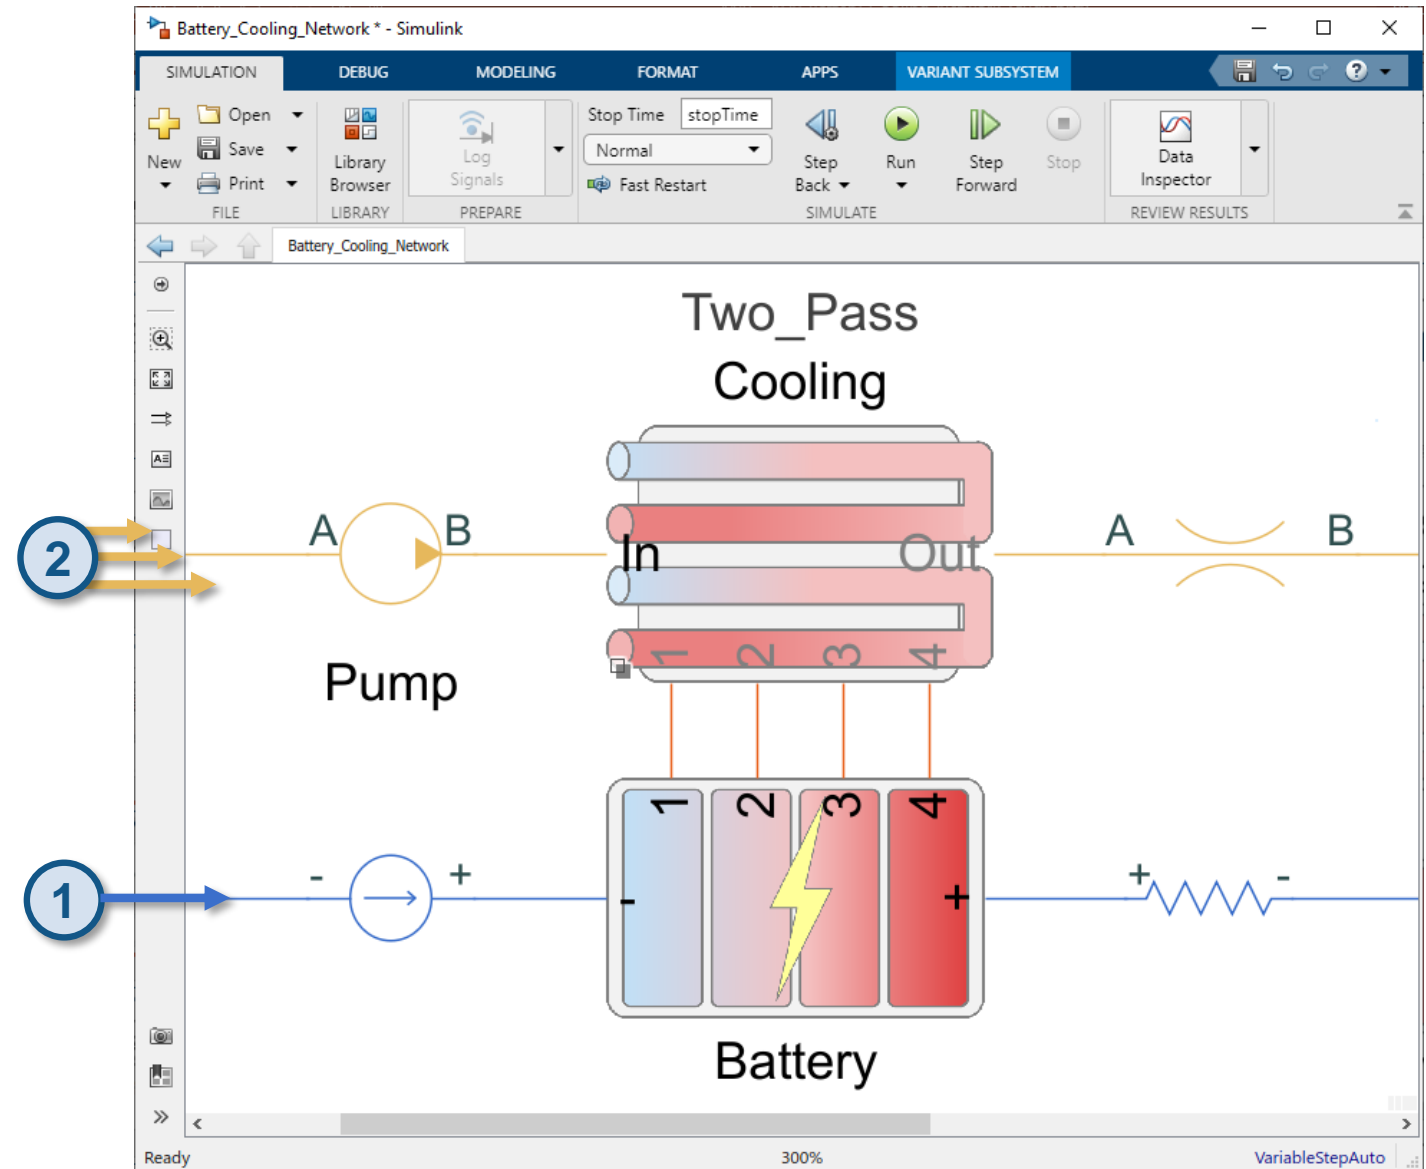 Battery_Cooling_Network * - Simulink
SIMULATION DEBUG MODELING FORMAT APPS VARIANT SUBSYSTEM
New
Open
Save
Print
FILE
Library
Browser
LIBRARY
Log
Signals
PREPARE
Stop Time stopTime
Normal
Fast Restart
Step
Back
Run
Step
Forward
Stop
SIMULATE
Data
Inspector
REVIEW RESULTS
Battery_Cooling_Network
Two_Pass
Cooling
2
A B
In Out
A B
1 2 3 4
Pump
1 2 3 4
1
- +
- +
+ -
Battery
Ready 300% VariableStepAuto